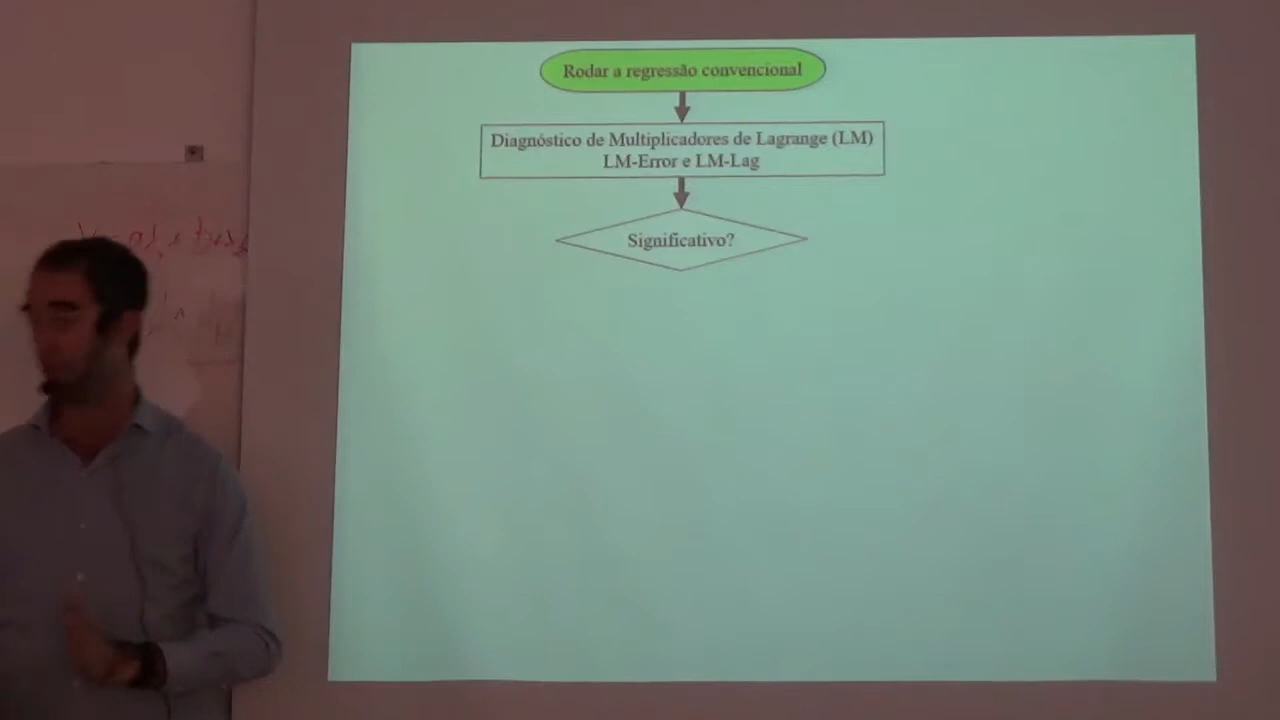 Rodar a regressão convencional
Diagnóstico de Multiplicadores de Lagrange (LM)
LM-Error e LM-Lag
Significativo?